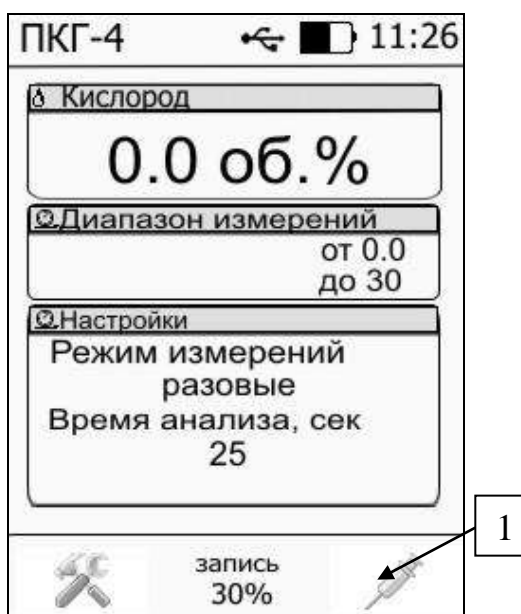 ПКГ-4 11:26
Кислород
0.0 об.%
Диапазон измерений
от 0.0
до 30
Настройки
Режим измерений
разовые
Время анализа, сек
25
1
запись
30%